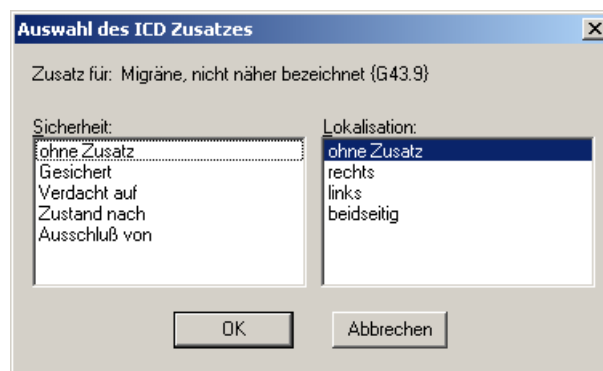 Auswahl des ICD Zusatzes
Zusatz für: Migräne, nicht näher bezeichnet {G43.9}
Sicherheit:
ohne Zusatz
Gesichert
Verdacht auf
Zustand nach
Ausschluß von
Lokalisation:
ohne Zusatz
rechts
links
beidseitig
OK
Abbrechen